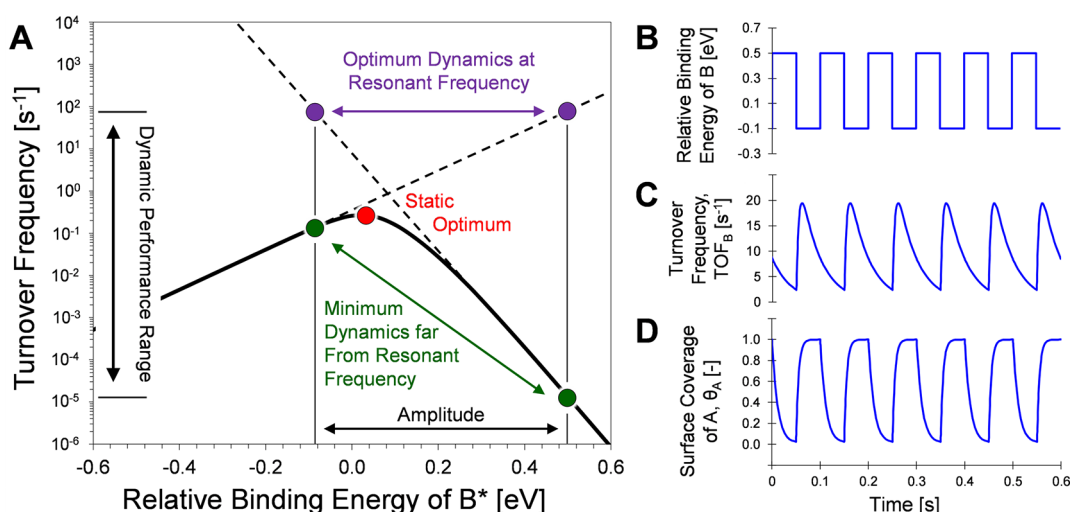 A
10⁴
10³
10²
10¹
10⁰
10⁻¹
10⁻²
10⁻³
10⁻⁴
10⁻⁵
10⁻⁶
Turnover Frequency [s⁻¹]
Dynamic Performance Range
Optimum Dynamics at
Resonant Frequency
Static
Optimum
Minimum
Dynamics far
From Resonant
Frequency
Amplitude
-0.6
-0.4
-0.2
0.0
0.2
0.4
0.6
Relative Binding Energy of B* [eV]
B
Relative Binding
Energy of B [eV]
0.7
0.5
0.3
0.1
-0.1
-0.3
C
Turnover
Frequency,
TOF_B [s⁻¹]
20
15
10
5
0
D
Surface Coverage
of A, θ_A [-]
1.0
0.8
0.6
0.4
0.2
0.0
0
0.1
0.2
0.3
0.4
0.5
0.6
Time [s]